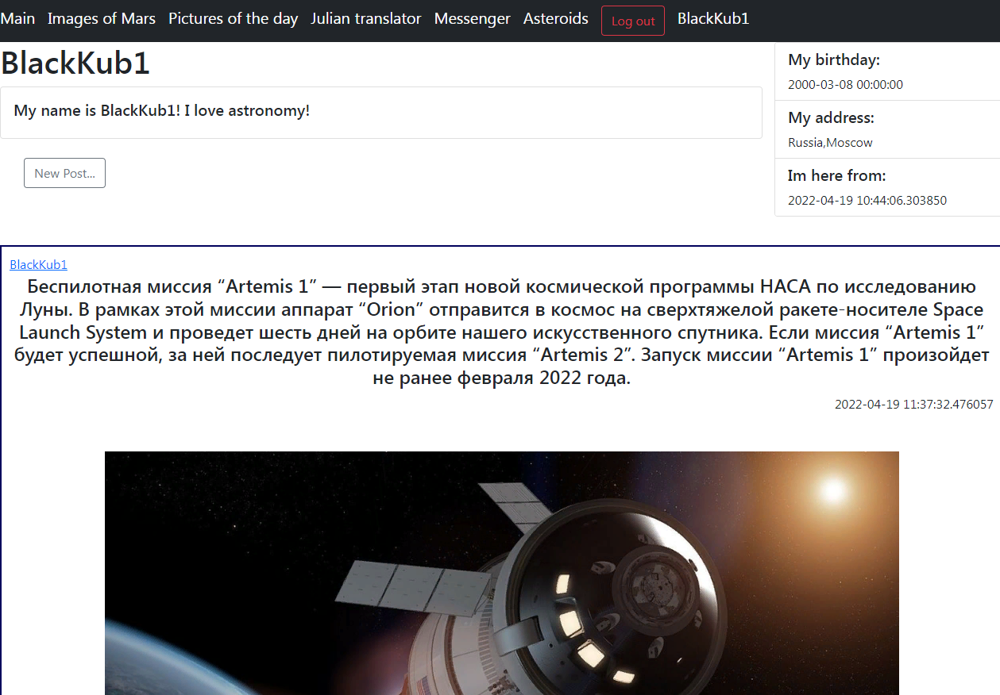 Main Images of Mars Pictures of the day Julian translator Messenger Asteroids Log out BlackKub1
BlackKub1
My name is BlackKub1! I love astronomy!
New Post...
My birthday:
2000-03-08 00:00:00
My address:
Russia,Moscow
Im here from:
2022-04-19 10:44:06.303850
BlackKub1
Беспилотная миссия “Artemis 1” — первый этап новой космической программы НАСА по исследованию
Луны. В рамках этой миссии аппарат “Orion” отправится в космос на сверхтяжелой ракете-носителе Space
Launch System и проведет шесть дней на орбите нашего искусственного спутника. Если миссия “Artemis 1”
будет успешной, за ней последует пилотируемая миссия “Artemis 2”. Запуск миссии “Artemis 1” произойдет
не ранее февраля 2022 года.
2022-04-19 11:37:32.476057